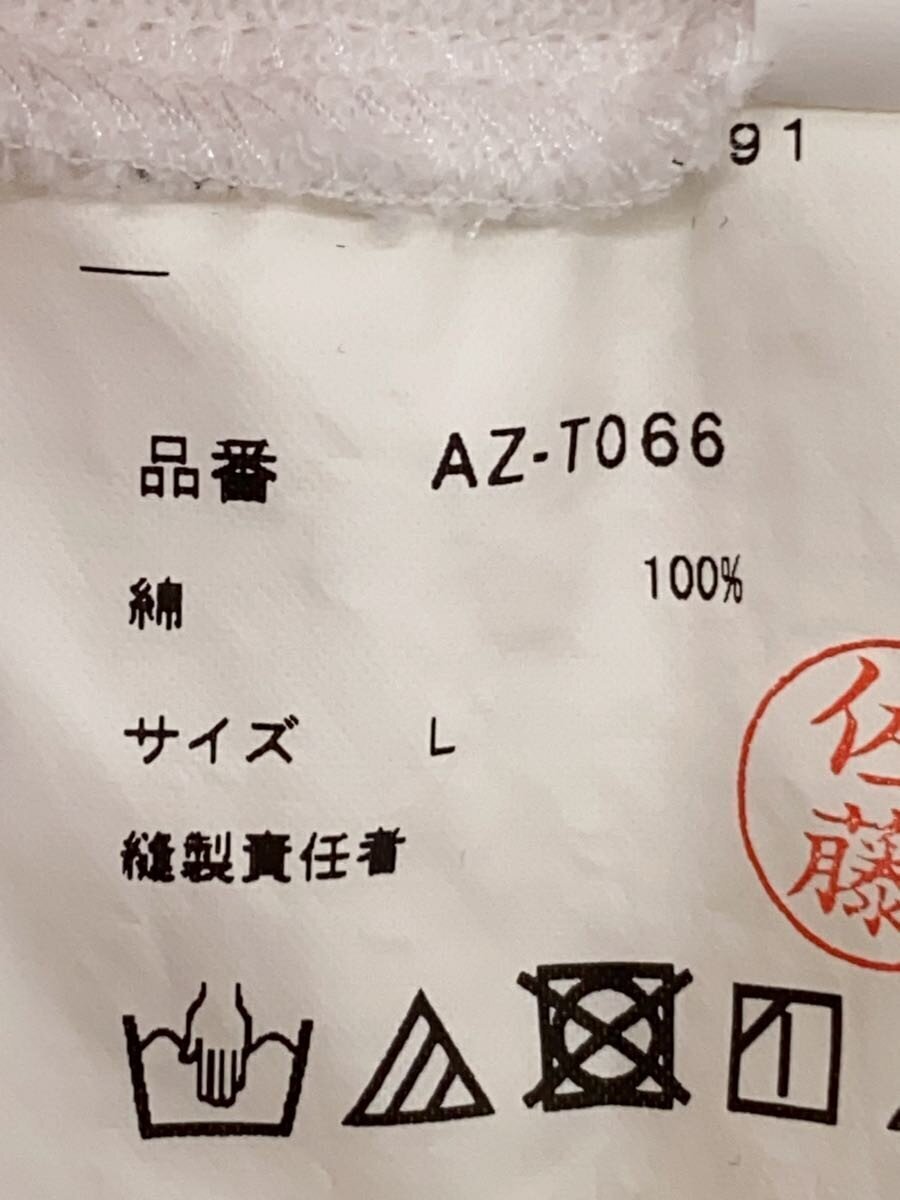 91
品番 AZ-T066
綿 100%
サイズ L
縫製責任者
佐藤